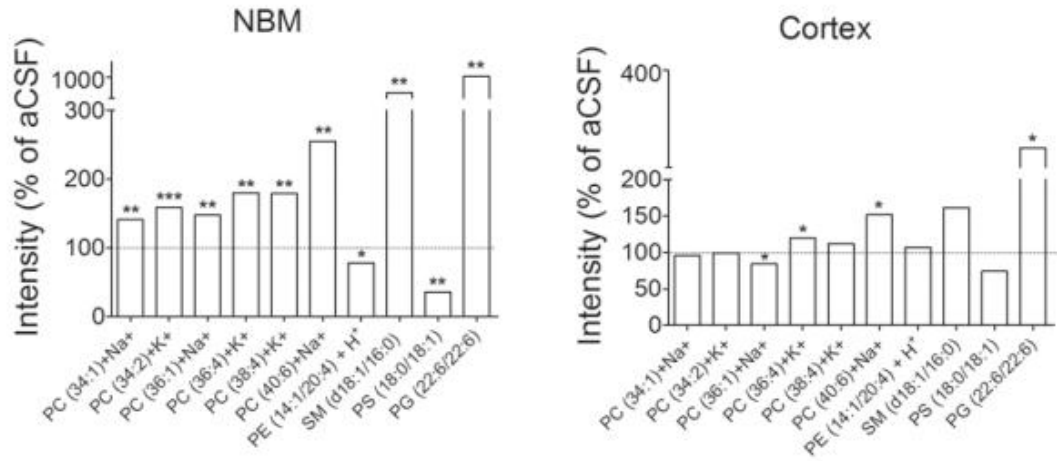 NBM
Intensity (% of aCSF)
1000
300
200
100
0
**
***
**
**
**
**
*
**
**
**
PC (34:1)+Na+
PC (34:2)+K+
PC (36:1)+Na+
PC (36:4)+K+
PC (38:4)+K+
PC (40:6)+Na+
PE (14:1/20:4) + H+
SM (d18:1/16:0)
PS (18:0/18:1)
PG (22:6/22:6)
Cortex
Intensity (% of aCSF)
400
200
150
100
50
0
*
*
*
*
PC (34:1)+Na+
PC (34:2)+K+
PC (36:1)+Na+
PC (36:4)+K+
PC (38:4)+K+
PC (40:6)+Na+
PE (14:1/20:4) + H+
SM (d18:1/16:0)
PS (18:0/18:1)
PG (22:6/22:6)